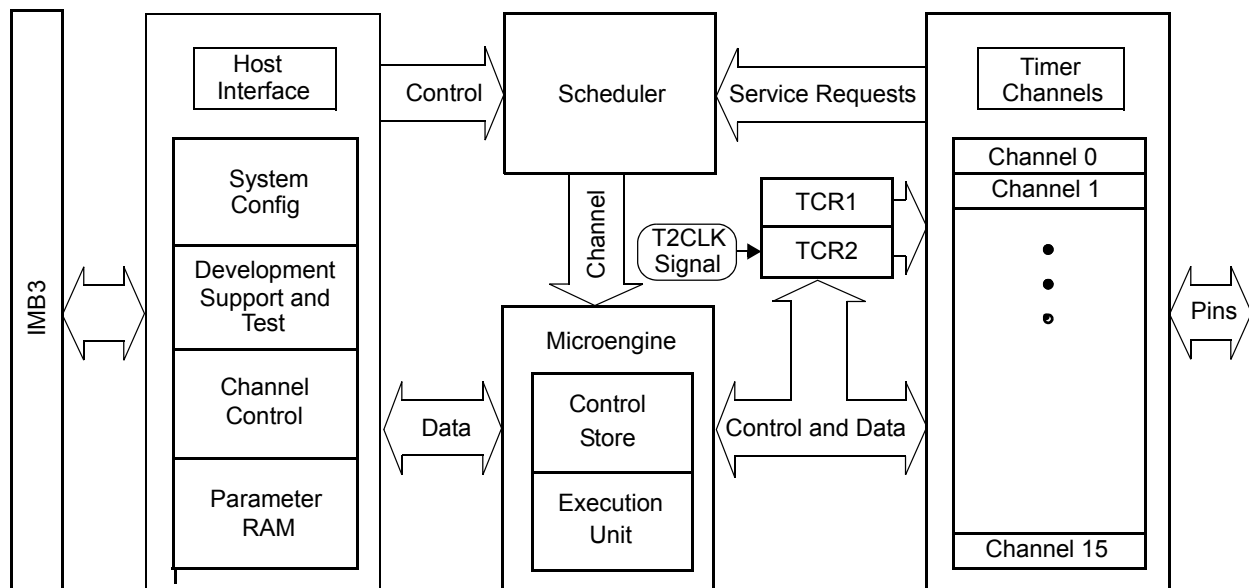 IMB3
Host
Interface
System
Config
Development
Support and
Test
Channel
Control
Parameter
RAM
Control
Data
Scheduler
Channel
Microengine
Control
Store
Execution
Unit
Service Requests
T2CLK
Signal
TCR1
TCR2
Control and Data
Timer
Channels
Channel 0
Channel 1
Channel 15
Pins